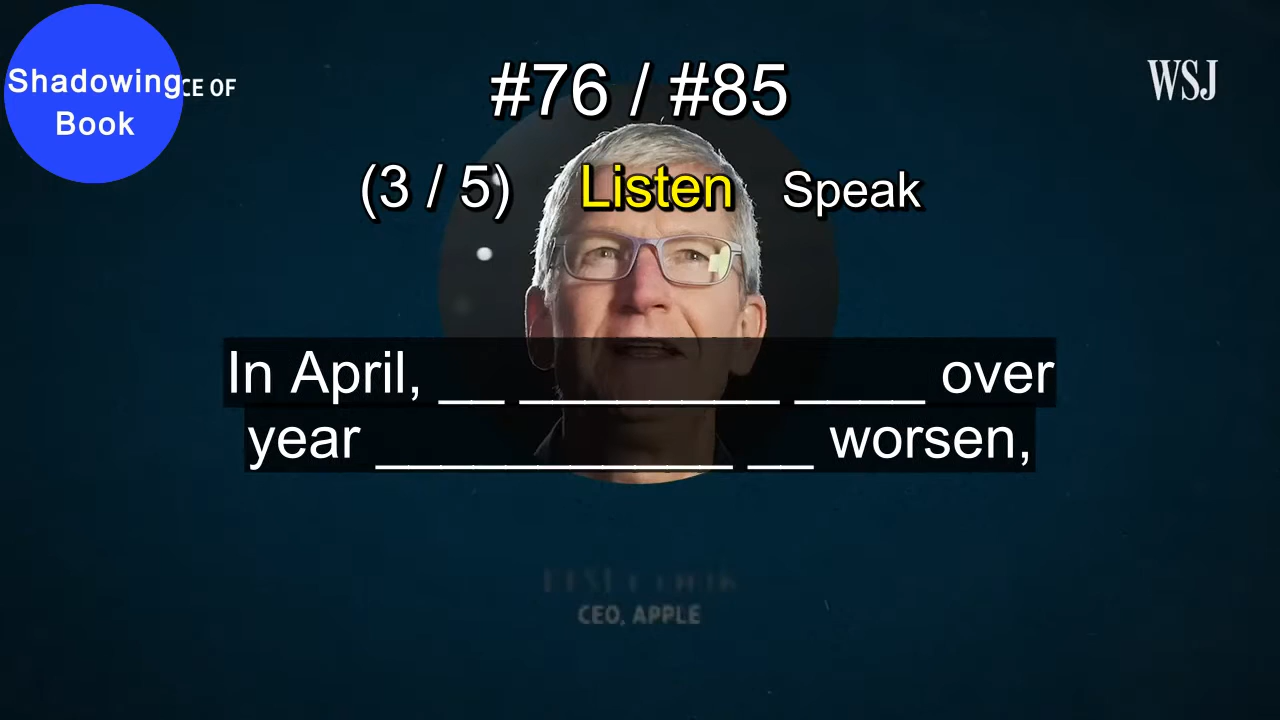 Shadowing
Book
CE OF
#76 / #85
WSJ
(3 / 5) Listen Speak
In April, __ ________ ____ over
year ___________ __ worsen,
CEO, APPLE